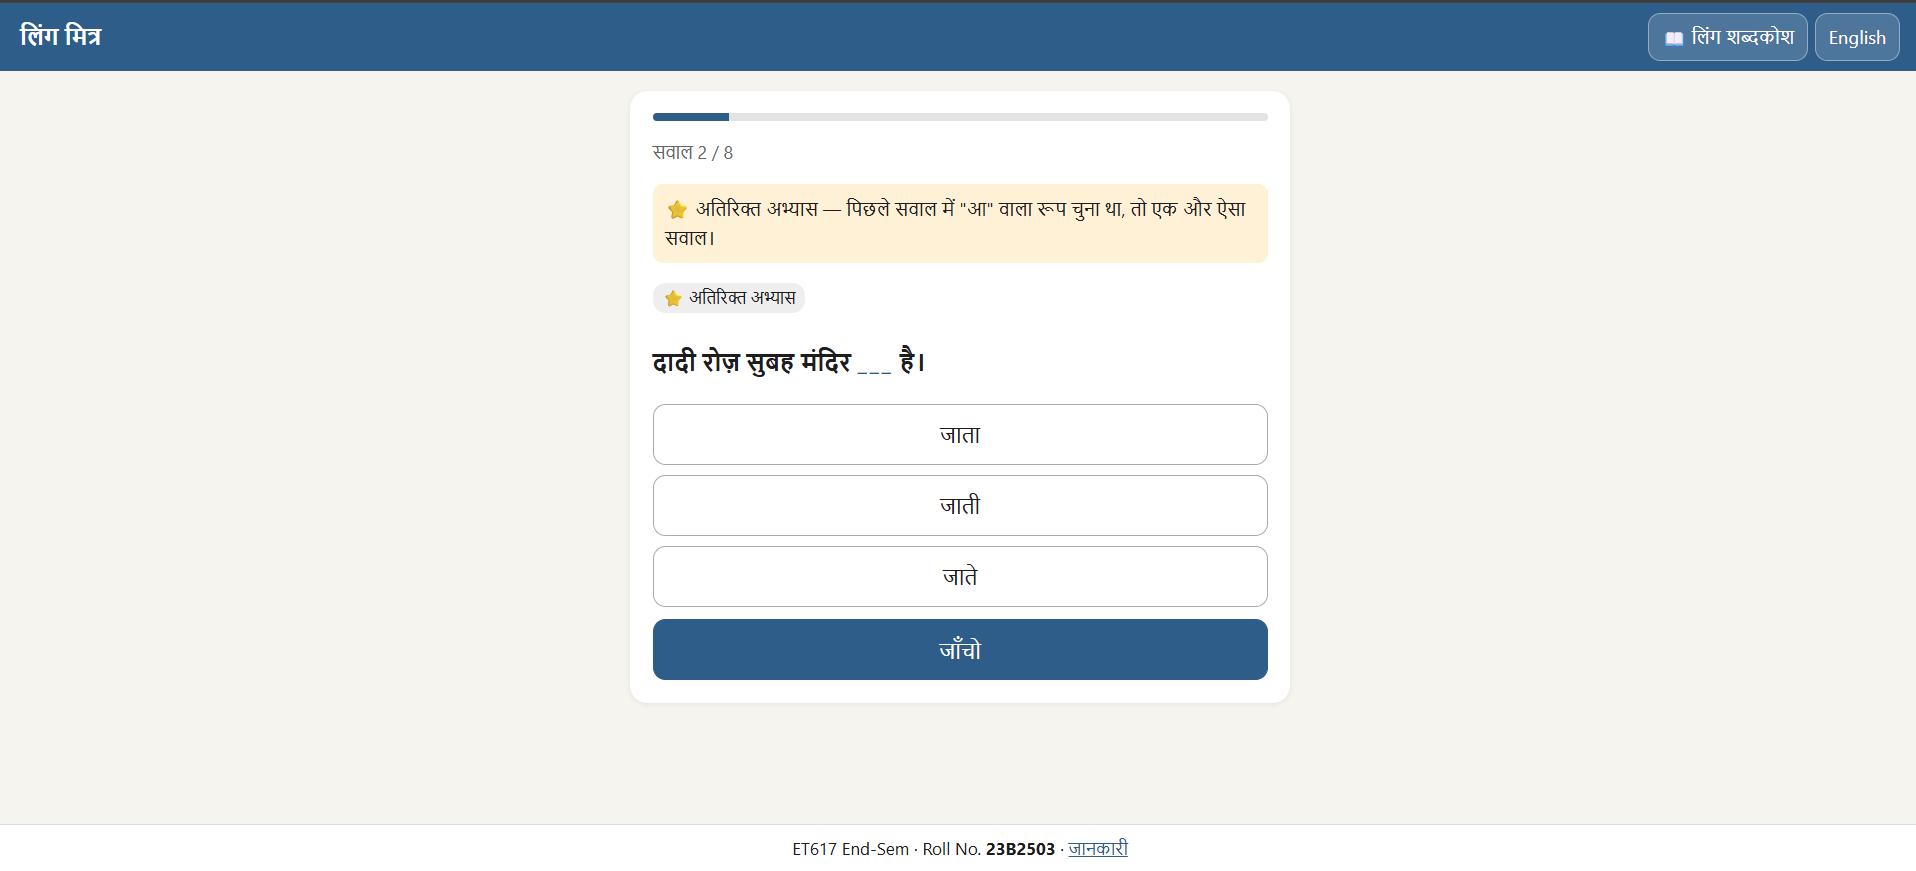 लिंग मित्र
📖 लिंग शब्दकोश
English
सवाल 2 / 8
⭐ अतिरिक्त अभ्यास — पिछले सवाल में "आ" वाला रूप चुना था, तो एक और ऐसा
सवाल।
⭐ अतिरिक्त अभ्यास
दादी रोज़ सुबह मंदिर ___ है।
जाता
जाती
जाते
जाँचो
ET617 End-Sem · Roll No. 23B2503 · जानकारी